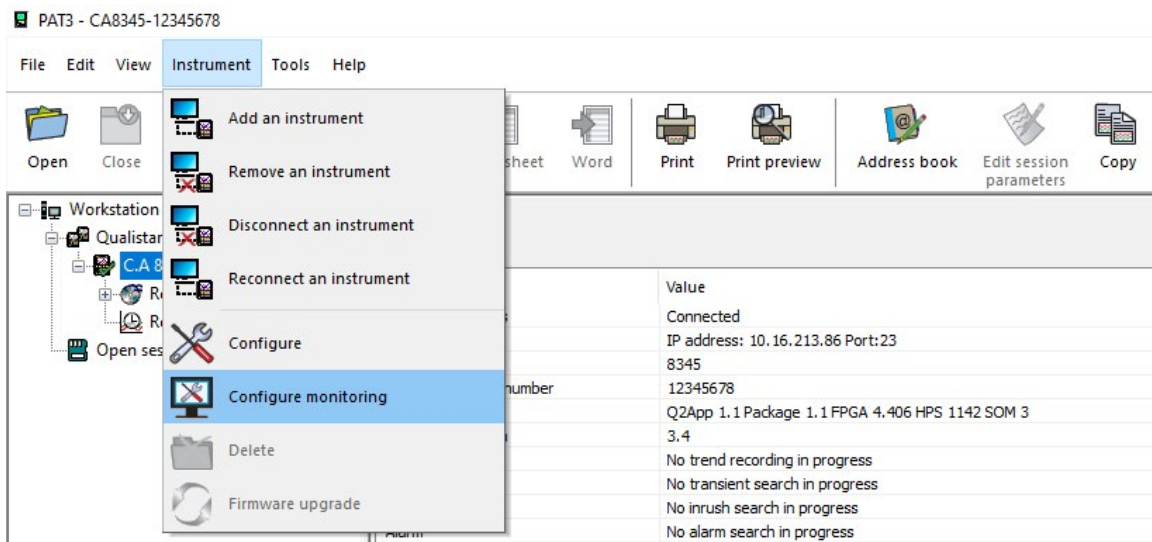 PAT3 - CA8345-12345678
File Edit View Instrument Tools Help
Open Close Print Print preview Address book Edit session parameters Copy
Word
Add an instrument
Remove an instrument
Disconnect an instrument
Reconnect an instrument
Configure
Configure monitoring
Delete
Firmware upgrade
Workstation
Qualistar
C.A 8
Open ses
Value
Connected
IP address: 10.16.213.86 Port:23
8345
number 12345678
Q2App 1.1 Package 1.1 FPGA 4.406 HPS 1142 SOM 3
3.4
No trend recording in progress
No transient search in progress
No inrush search in progress
Alarm No alarm search in progress